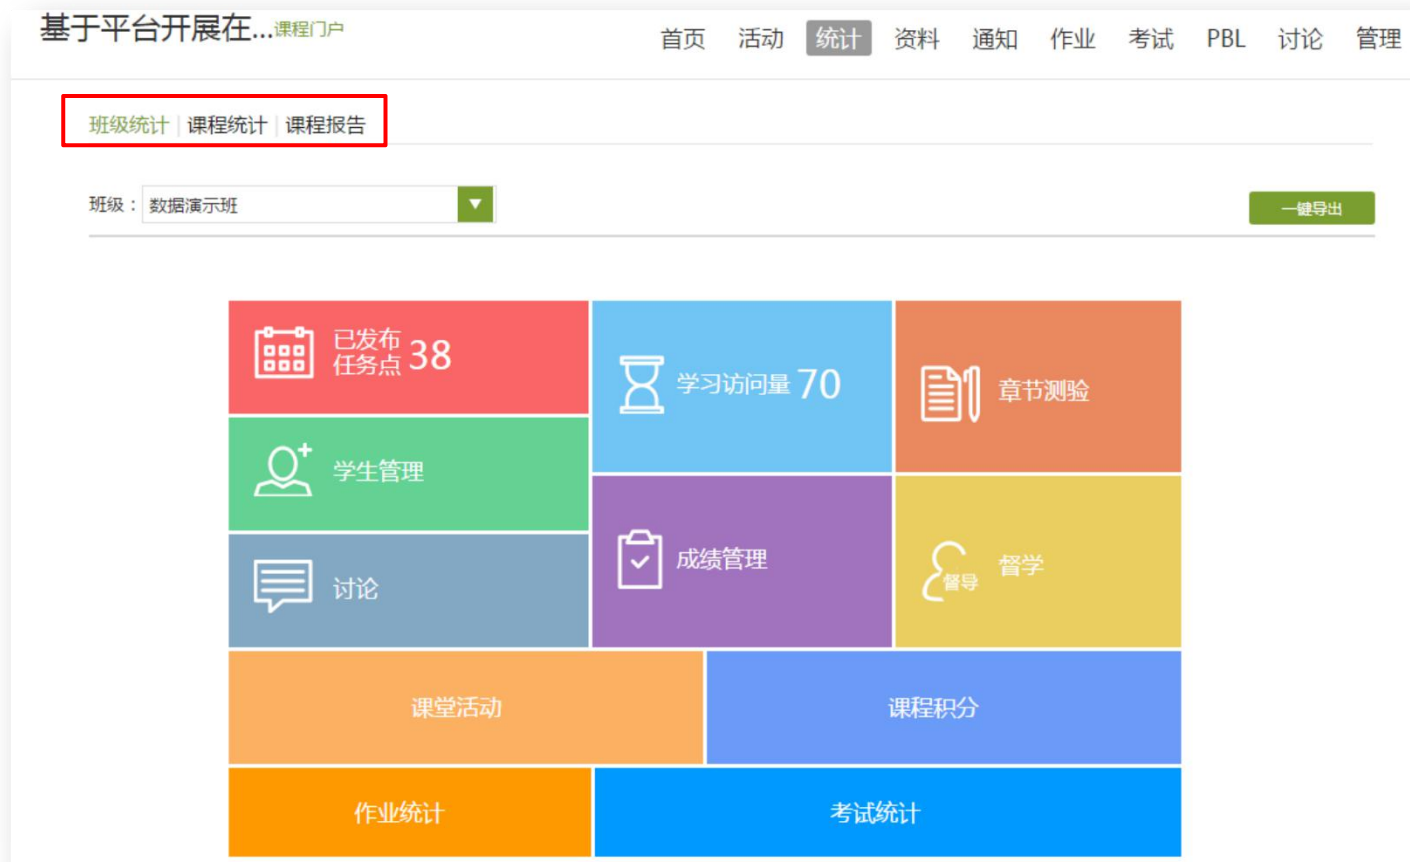 基于平台开展在...课程门户
首页 活动 统计 资料 通知 作业 考试 PBL 讨论 管理
班级统计 | 课程统计 | 课程报告
班级： 数据演示班
一键导出
已发布
任务点 38
学习访问量 70
章节测验
学生管理
讨论
成绩管理
督导 督学
课堂活动
课程积分
作业统计
考试统计